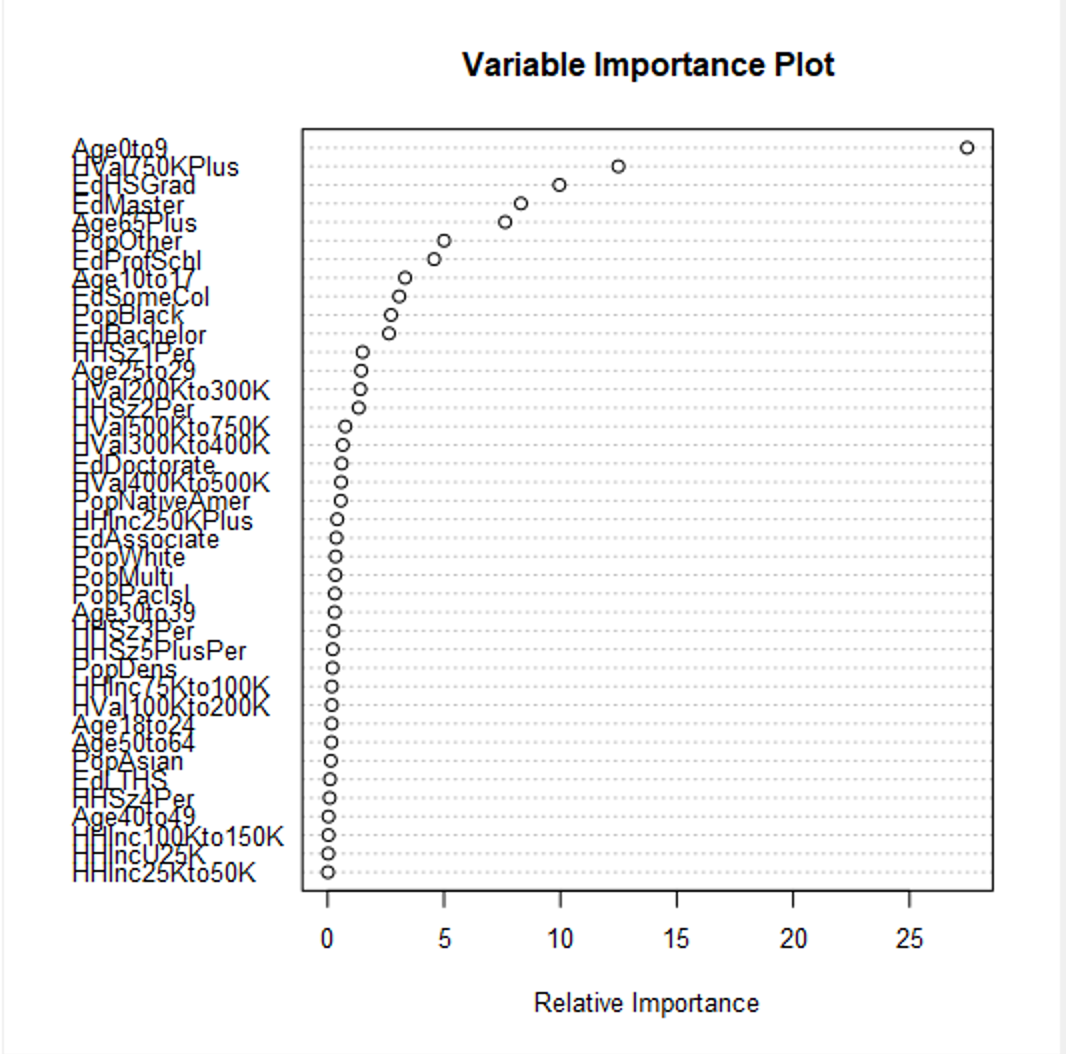 Variable Importance Plot
Age0to9
HVal750KPlus
EdHSGrad
EdMaster
Age65Plus
PopOther
EdProfSchl
Age10to17
EdSomeCol
PopBlack
EdBachelor
HHSz1Per
Age25to29
HVal200Kto300K
HHSz2Per
HVal500Kto750K
HVal300Kto400K
EdDoctorate
HVal400Kto500K
PopNativeAmer
HHInc250KPlus
EdAssociate
PopWhite
PopMulti
PopPacIsl
Age30to39
HHSz3Per
HHSz5PlusPer
PopDens
HHInc75Kto100K
HVal100Kto200K
Age18to24
Age50to64
PopAsian
EdLTHS
HHSz4Per
Age40to49
HHInc100Kto150K
HHIncU25K
HHInc25Kto50K
0 5 10 15 20 25
Relative Importance